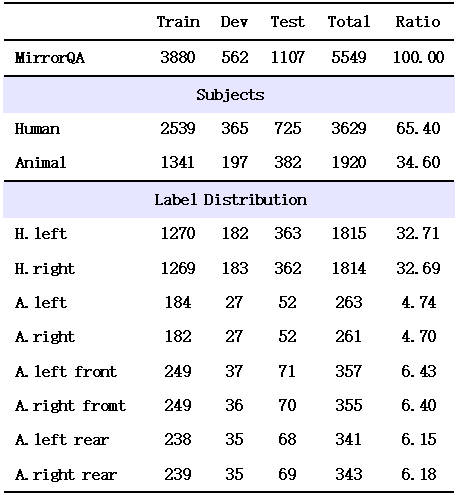 Train Dev Test Total Ratio
MirrorQA 3880 562 1107 5549 100.00
Subjects
Human 2539 365 725 3629 65.40
Animal 1341 197 382 1920 34.60
Label Distribution
H.left 1270 182 363 1815 32.71
H.right 1269 183 362 1814 32.69
A.left 184 27 52 263 4.74
A.right 182 27 52 261 4.70
A.left front 249 37 71 357 6.43
A.right fromt 249 36 70 355 6.40
A.left rear 238 35 68 341 6.15
A.right rear 239 35 69 343 6.18